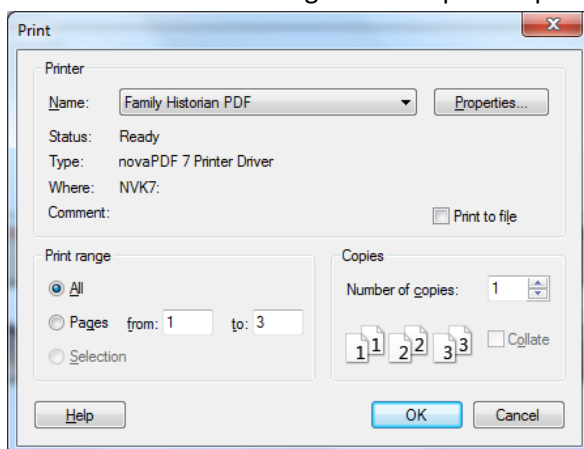 Print
Printer
Name: Family Historian PDF Properties...
Status: Ready
Type: novaPDF 7 Printer Driver
Where: NVK7:
Comment: Print to file
Print range
All
Pages from: 1 to: 3
Selection
Copies
Number of copies: 1
1 1 2 2 3 3 Collate
Help OK Cancel